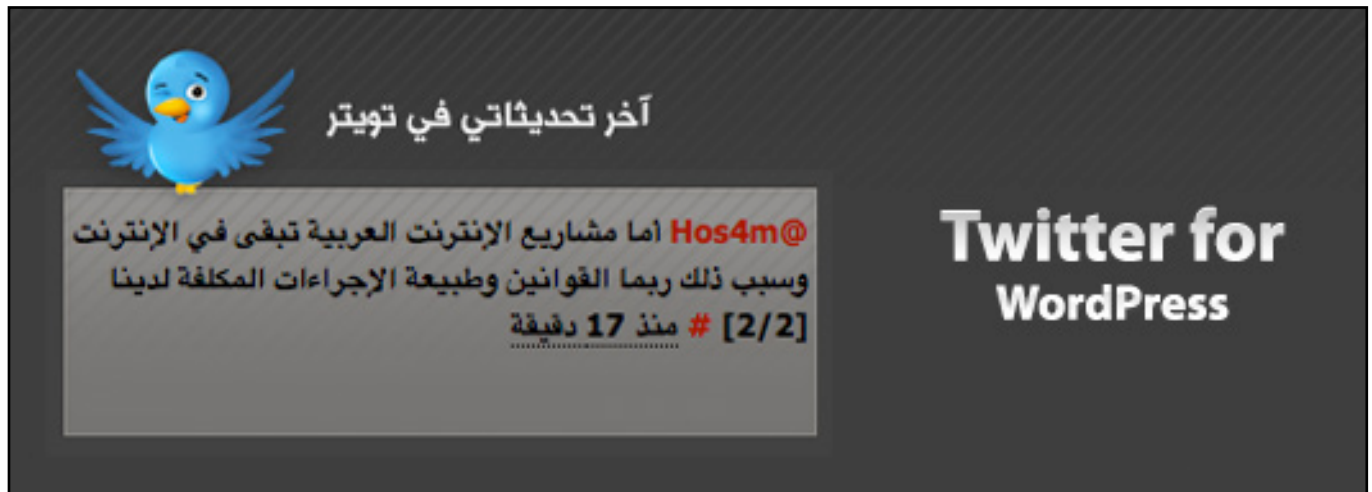 آخر تحديثاتي في تويتر
@Hos4m أما مشاريع الإنترنت العربية تبقى في الإنترنت
وسبب ذلك ربما القوانين وطبيعة الإجراءات المكلفة لدينا
[2/2] # منذ 17 دقيقة
Twitter for
WordPress